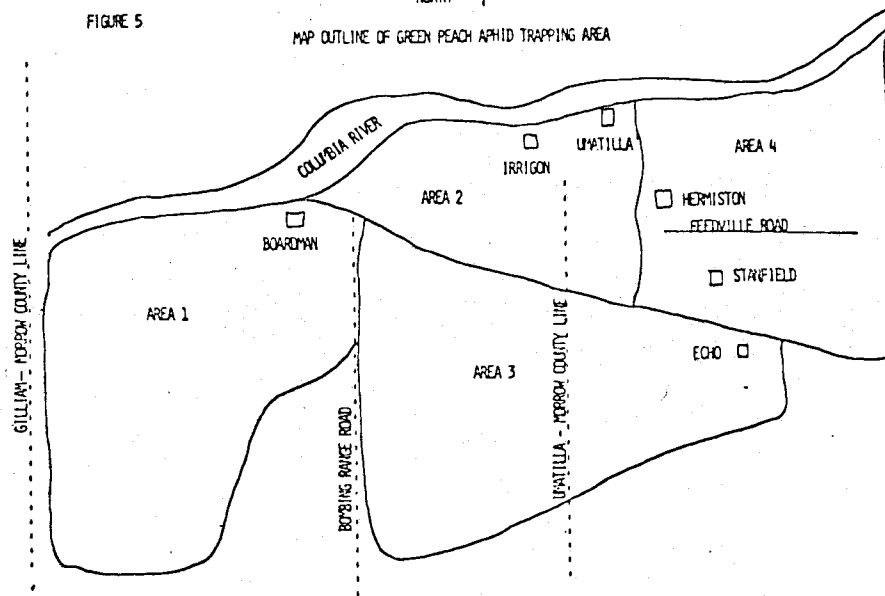 NORTH
FIGURE 5
MAP OUTLINE OF GREEN PEACH APHID TRAPPING AREA
COLUMBIA RIVER
UMATILLA
IRRIGON
AREA 4
AREA 2
HERMISTON
FEEDVILLE ROAD
BOARDMAN
STANFIELD
AREA 1
GILLIAM - MORROW COUNTY LINE
ECHO
AREA 3
UMATILLA - MORROW COUNTY LINE
BOMBING RANGE ROAD